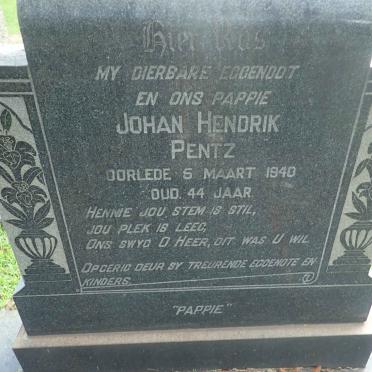 Hier Rus
MY DIERBARE EGGENOOT
EN ONS PAPPIE
JOHAN HENDRIK
PENTZ
OORLEDE 5 MAART 1940
OUD 44 JAAR
HENNIE JOU STEM IS STIL,
JOU PLEK IS LEEG,
ONS SWYG O HEER, DIT WAS U WIL
OPGERIG DEUR SY TREURENDE EGGENOTE EN
KINDERS
"PAPPIE"